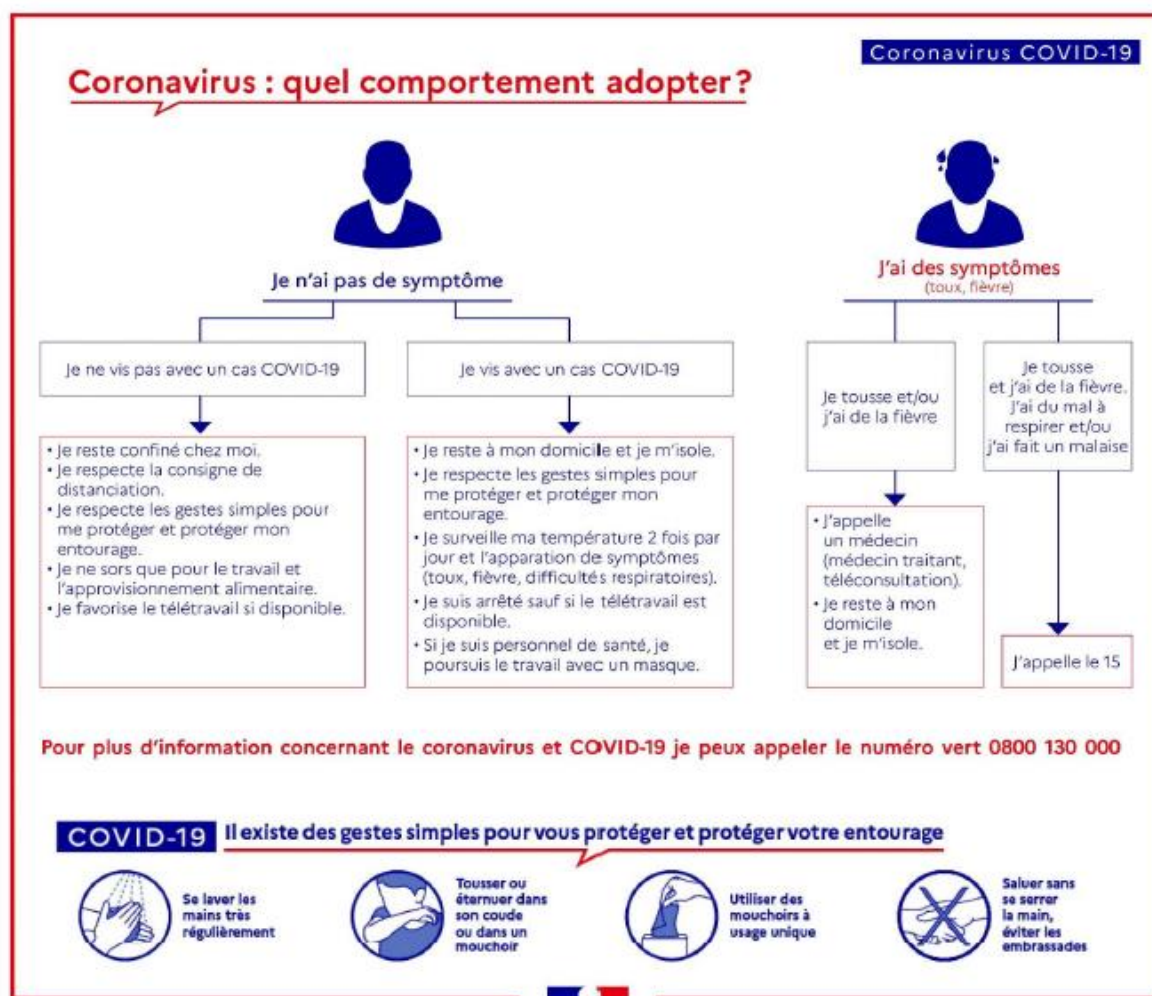 Coronavirus COVID-19
Coronavirus : quel comportement adopter ?
Je n'ai pas de symptôme
J'ai des symptômes
(toux, fièvre)
Je ne vis pas avec un cas COVID-19
Je vis avec un cas COVID-19
Je tousse et/ou
j'ai de la fièvre
Je tousse
et j'ai de la fièvre.
J'ai du mal à
respirer et/ou
j'ai fait un malaise
• Je reste confiné chez moi.
• Je respecte la consigne de
distanciation.
• Je respecte les gestes simples pour
me protéger et protéger mon
entourage.
• Je ne sors que pour le travail et
l'approvisionnement alimentaire.
• Je favorise le télétravail si disponible.
• Je reste à mon domicile et je m'isole.
• Je respecte les gestes simples pour
me protéger et protéger mon
entourage.
• Je surveille ma température 2 fois par
jour et l'apparation de symptômes
(toux, fièvre, difficultés respiratoires).
• Je suis arrêté sauf si le télétravail est
disponible.
• Si je suis personnel de santé, je
poursuis le travail avec un masque.
• J'appelle
un médecin
(médecin traitant,
téléconsultation).
• Je reste à mon
domicile
et je m'isole.
J'appelle le 15
Pour plus d'information concernant le coronavirus et COVID-19 je peux appeler le numéro vert 0800 130 000
COVID-19 Il existe des gestes simples pour vous protéger et protéger votre entourage
Se laver les
mains très
régulièrement
Tousser ou
éternuer dans
son coude
ou dans un
mouchoir
Utiliser des
mouchoirs à
usage unique
Saluer sans
se serrer
la main,
éviter les
embrassades